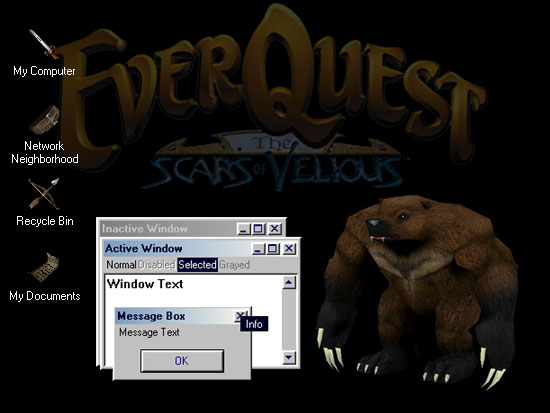 EverQuest
The
Scars of Velious
My Computer
Network
Neighborhood
Recycle Bin
My Documents
Inactive Window
Active Window
Normal Disabled Selected Grayed
Window Text
Message Box
Info
Message Text
OK